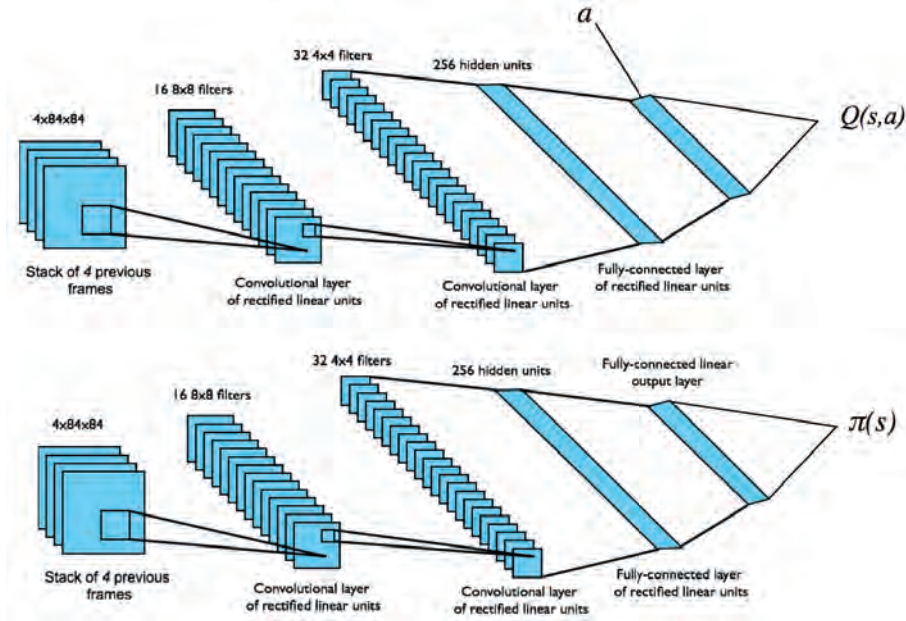 a
32 4x4 filters
256 hidden units
16 8x8 filters
Q(s,a)
4x84x84
Stack of 4 previous
frames
Convolutional layer
of rectified linear units
Convolutional layer
of rectified linear units
Fully-connected layer
of rectified linear units
32 4x4 filters
256 hidden units
Fully-connected linear
output layer
16 8x8 filters
π(s)
4x84x84
Stack of 4 previous
frames
Convolutional layer
of rectified linear units
Convolutional layer
of rectified linear units
Fully-connected layer
of rectified linear units